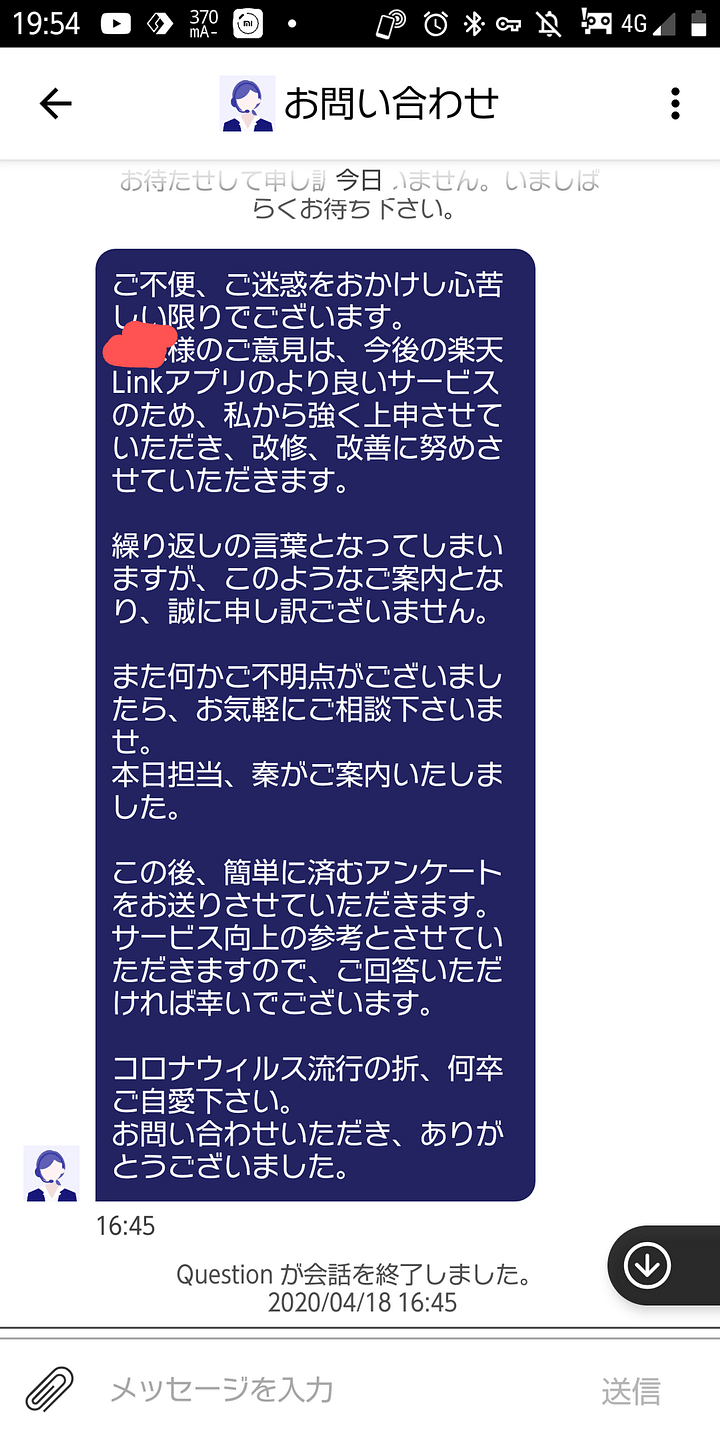 19:54 370 mA- mi 4G
お問い合わせ
お待たせして申し訳 今日 いません。いましば
らくお待ち下さい。
ご不便、ご迷惑をおかけし心苦
しい限りでございます。
様のご意見は、今後の楽天
Linkアプリのより良いサービス
のため、私から強く上申させて
いただき、改修、改善に努めさ
せていただきます。
繰り返しの言葉となってしまい
ますが、このようなご案内とな
り、誠に申し訳ございません。
また何かご不明点がございまし
たら、お気軽にご相談下さいま
せ。
本日担当、秦がご案内いたしま
した。
この後、簡単に済むアンケート
をお送りさせていただきます。
サービス向上の参考とさせてい
ただきますので、ご回答いただ
ければ幸いでございます。
コロナウィルス流行の折、何卒
ご自愛下さい。
お問い合わせいただき、ありが
とうございました。
16:45
Question が会話を終了しました。
2020/04/18 16:45
メッセージを入力
送信